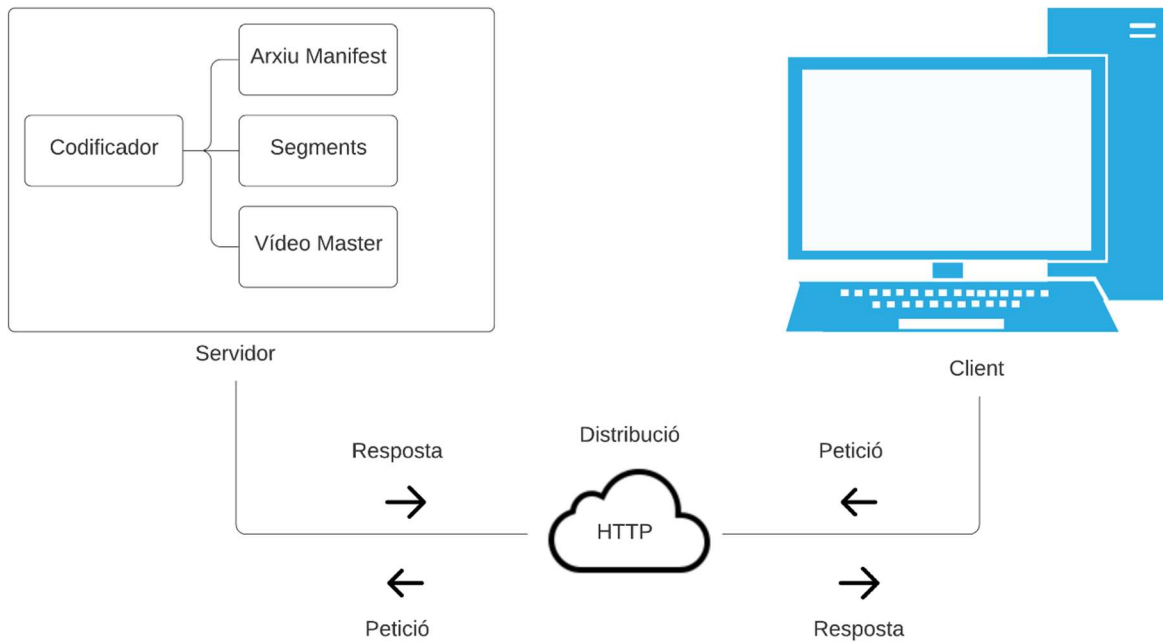 Arxiu Manifest
Codificador
Segments
Vídeo Master
Servidor
Client
Distribució
Resposta
Petició
HTTP
Petició
Resposta